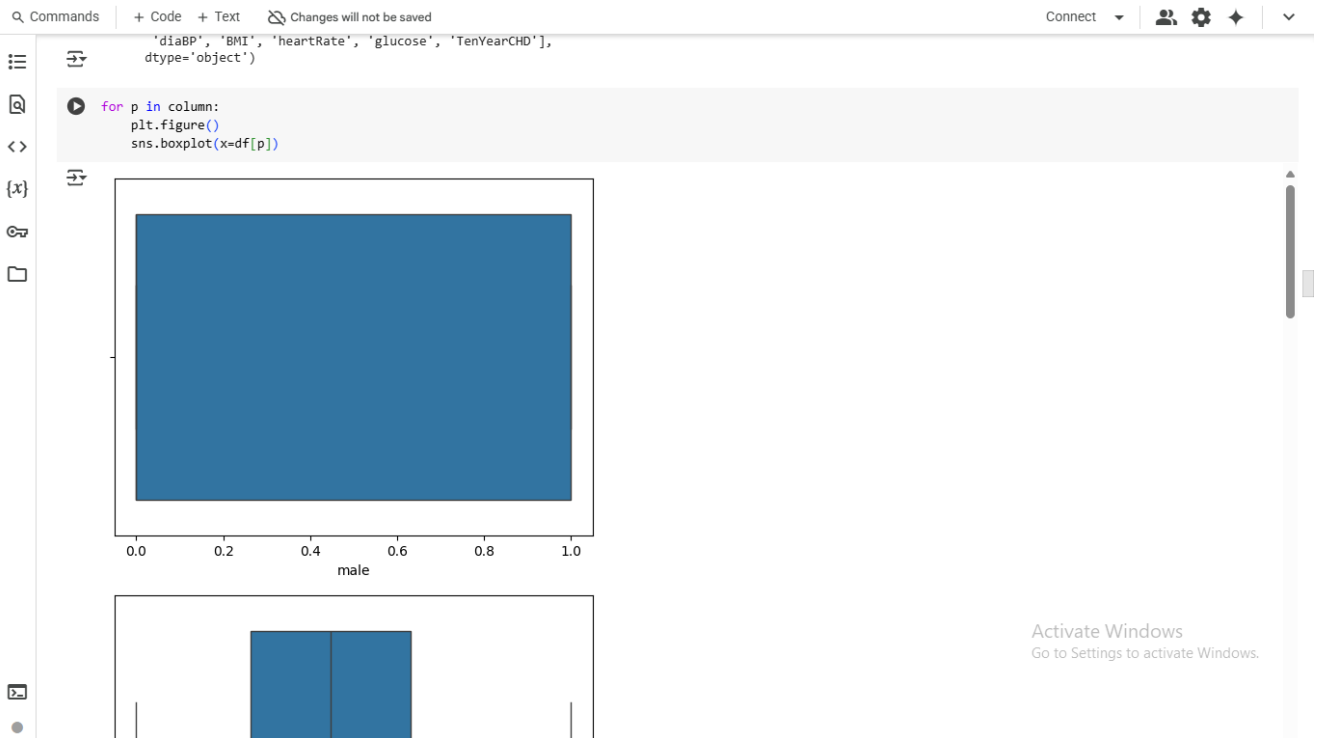 Commands + Code + Text Changes will not be saved Connect
'diaBP', 'BMI', 'heartRate', 'glucose', 'TenYearCHD'],
dtype='object')
for p in column:
plt.figure()
sns.boxplot(x=df[p])
{x}
0.0 0.2 0.4 0.6 0.8 1.0
male
Activate Windows
Go to Settings to activate Windows.